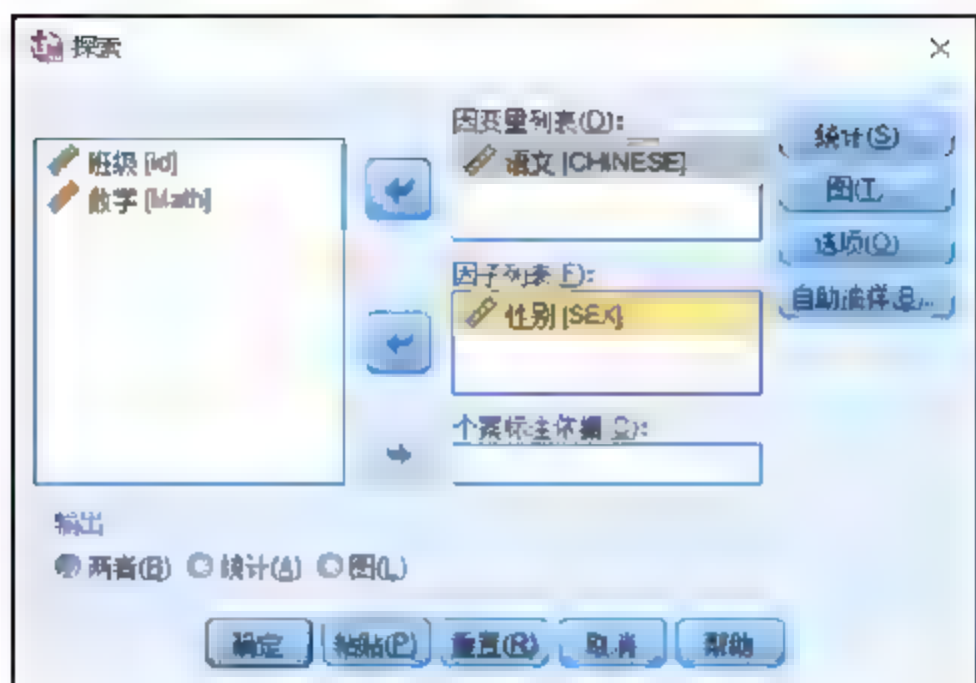 探索
因变量列表(D):
班级 [id]
数学 [Math]
语文 [CHINESE]
因子列表(F):
性别 [SEX]
个案标注依据(C):
统计(S)
图(T)
选项(O)
自助抽样(B)...
输出
两者(B) 统计(A) 图(L)
确定 粘贴(P) 重置(R) 取消 帮助